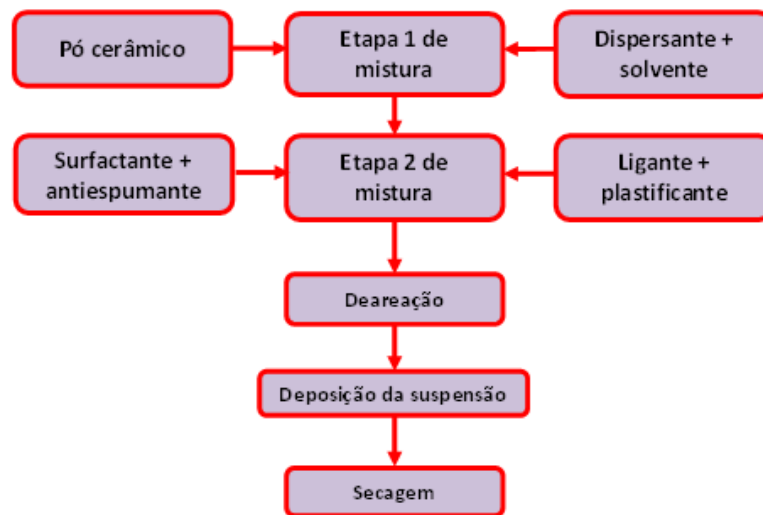 Pó cerâmico
Etapa 1 de
mistura
Dispersante +
solvente
Surfactante +
antiespumante
Etapa 2 de
mistura
Ligante +
plastificante
Deareação
Deposição da suspensão
Secagem